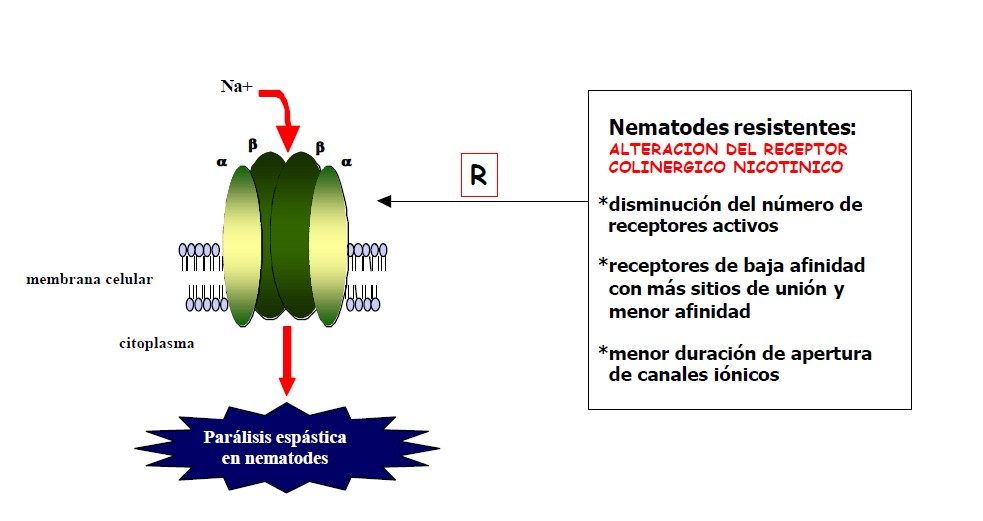 Na+
β
β
α
α
membrana celular
citoplasma
Parálisis espástica
en nematodes
R
Nematodes resistentes:
ALTERACION DEL RECEPTOR
COLINERGICO NICOTINICO
*disminución del número de
receptores activos
*receptores de baja afinidad
con más sitios de unión y
menor afinidad
*menor duración de apertura
de canales iónicos